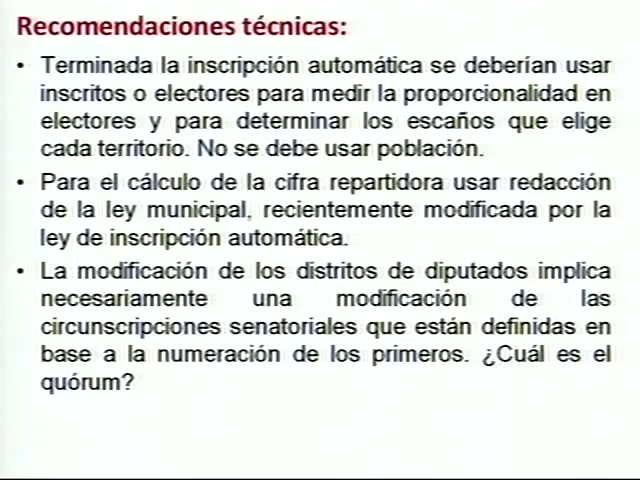 Recomendaciones técnicas:
• Terminada la inscripción automática se deberían usar
inscritos o electores para medir la proporcionalidad en
electores y para determinar los escaños que elige
cada territorio. No se debe usar población.
• Para el cálculo de la cifra repartidora usar redacción
de la ley municipal, recientemente modificada por la
ley de inscripción automática.
• La modificación de los distritos de diputados implica
necesariamente una modificación de las
circunscripciones senatoriales que están definidas en
base a la numeración de los primeros. ¿Cuál es el
quórum?